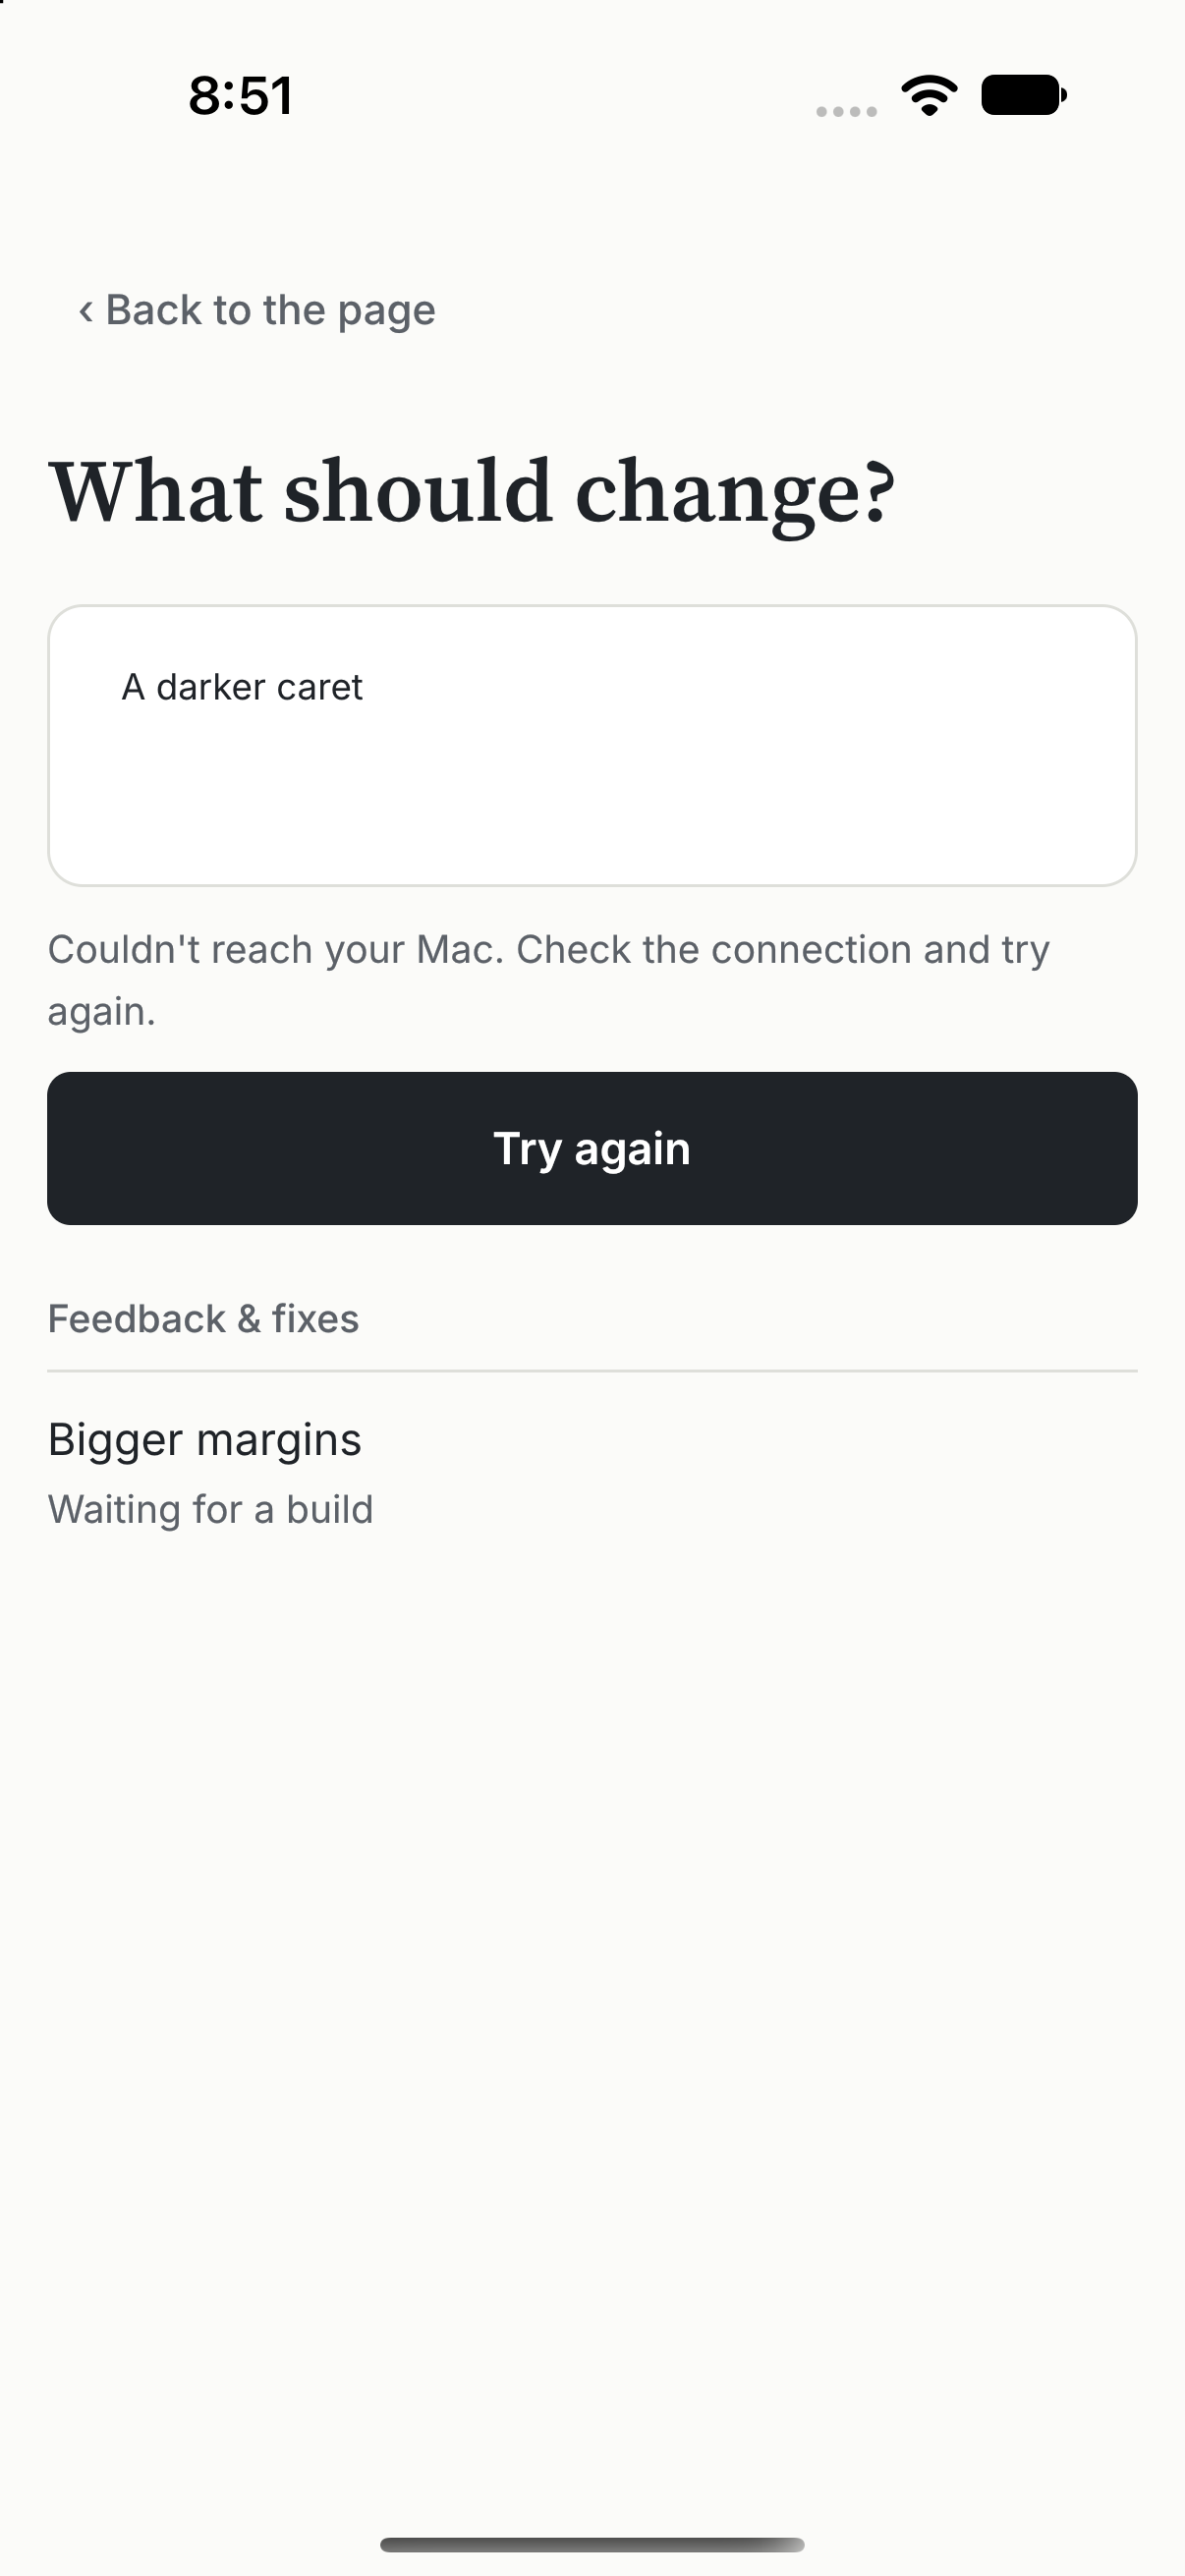 8:51
‹ Back to the page
What should change?
A darker caret
Couldn't reach your Mac. Check the connection and try
again.
Try again
Feedback & fixes
Bigger margins
Waiting for a build